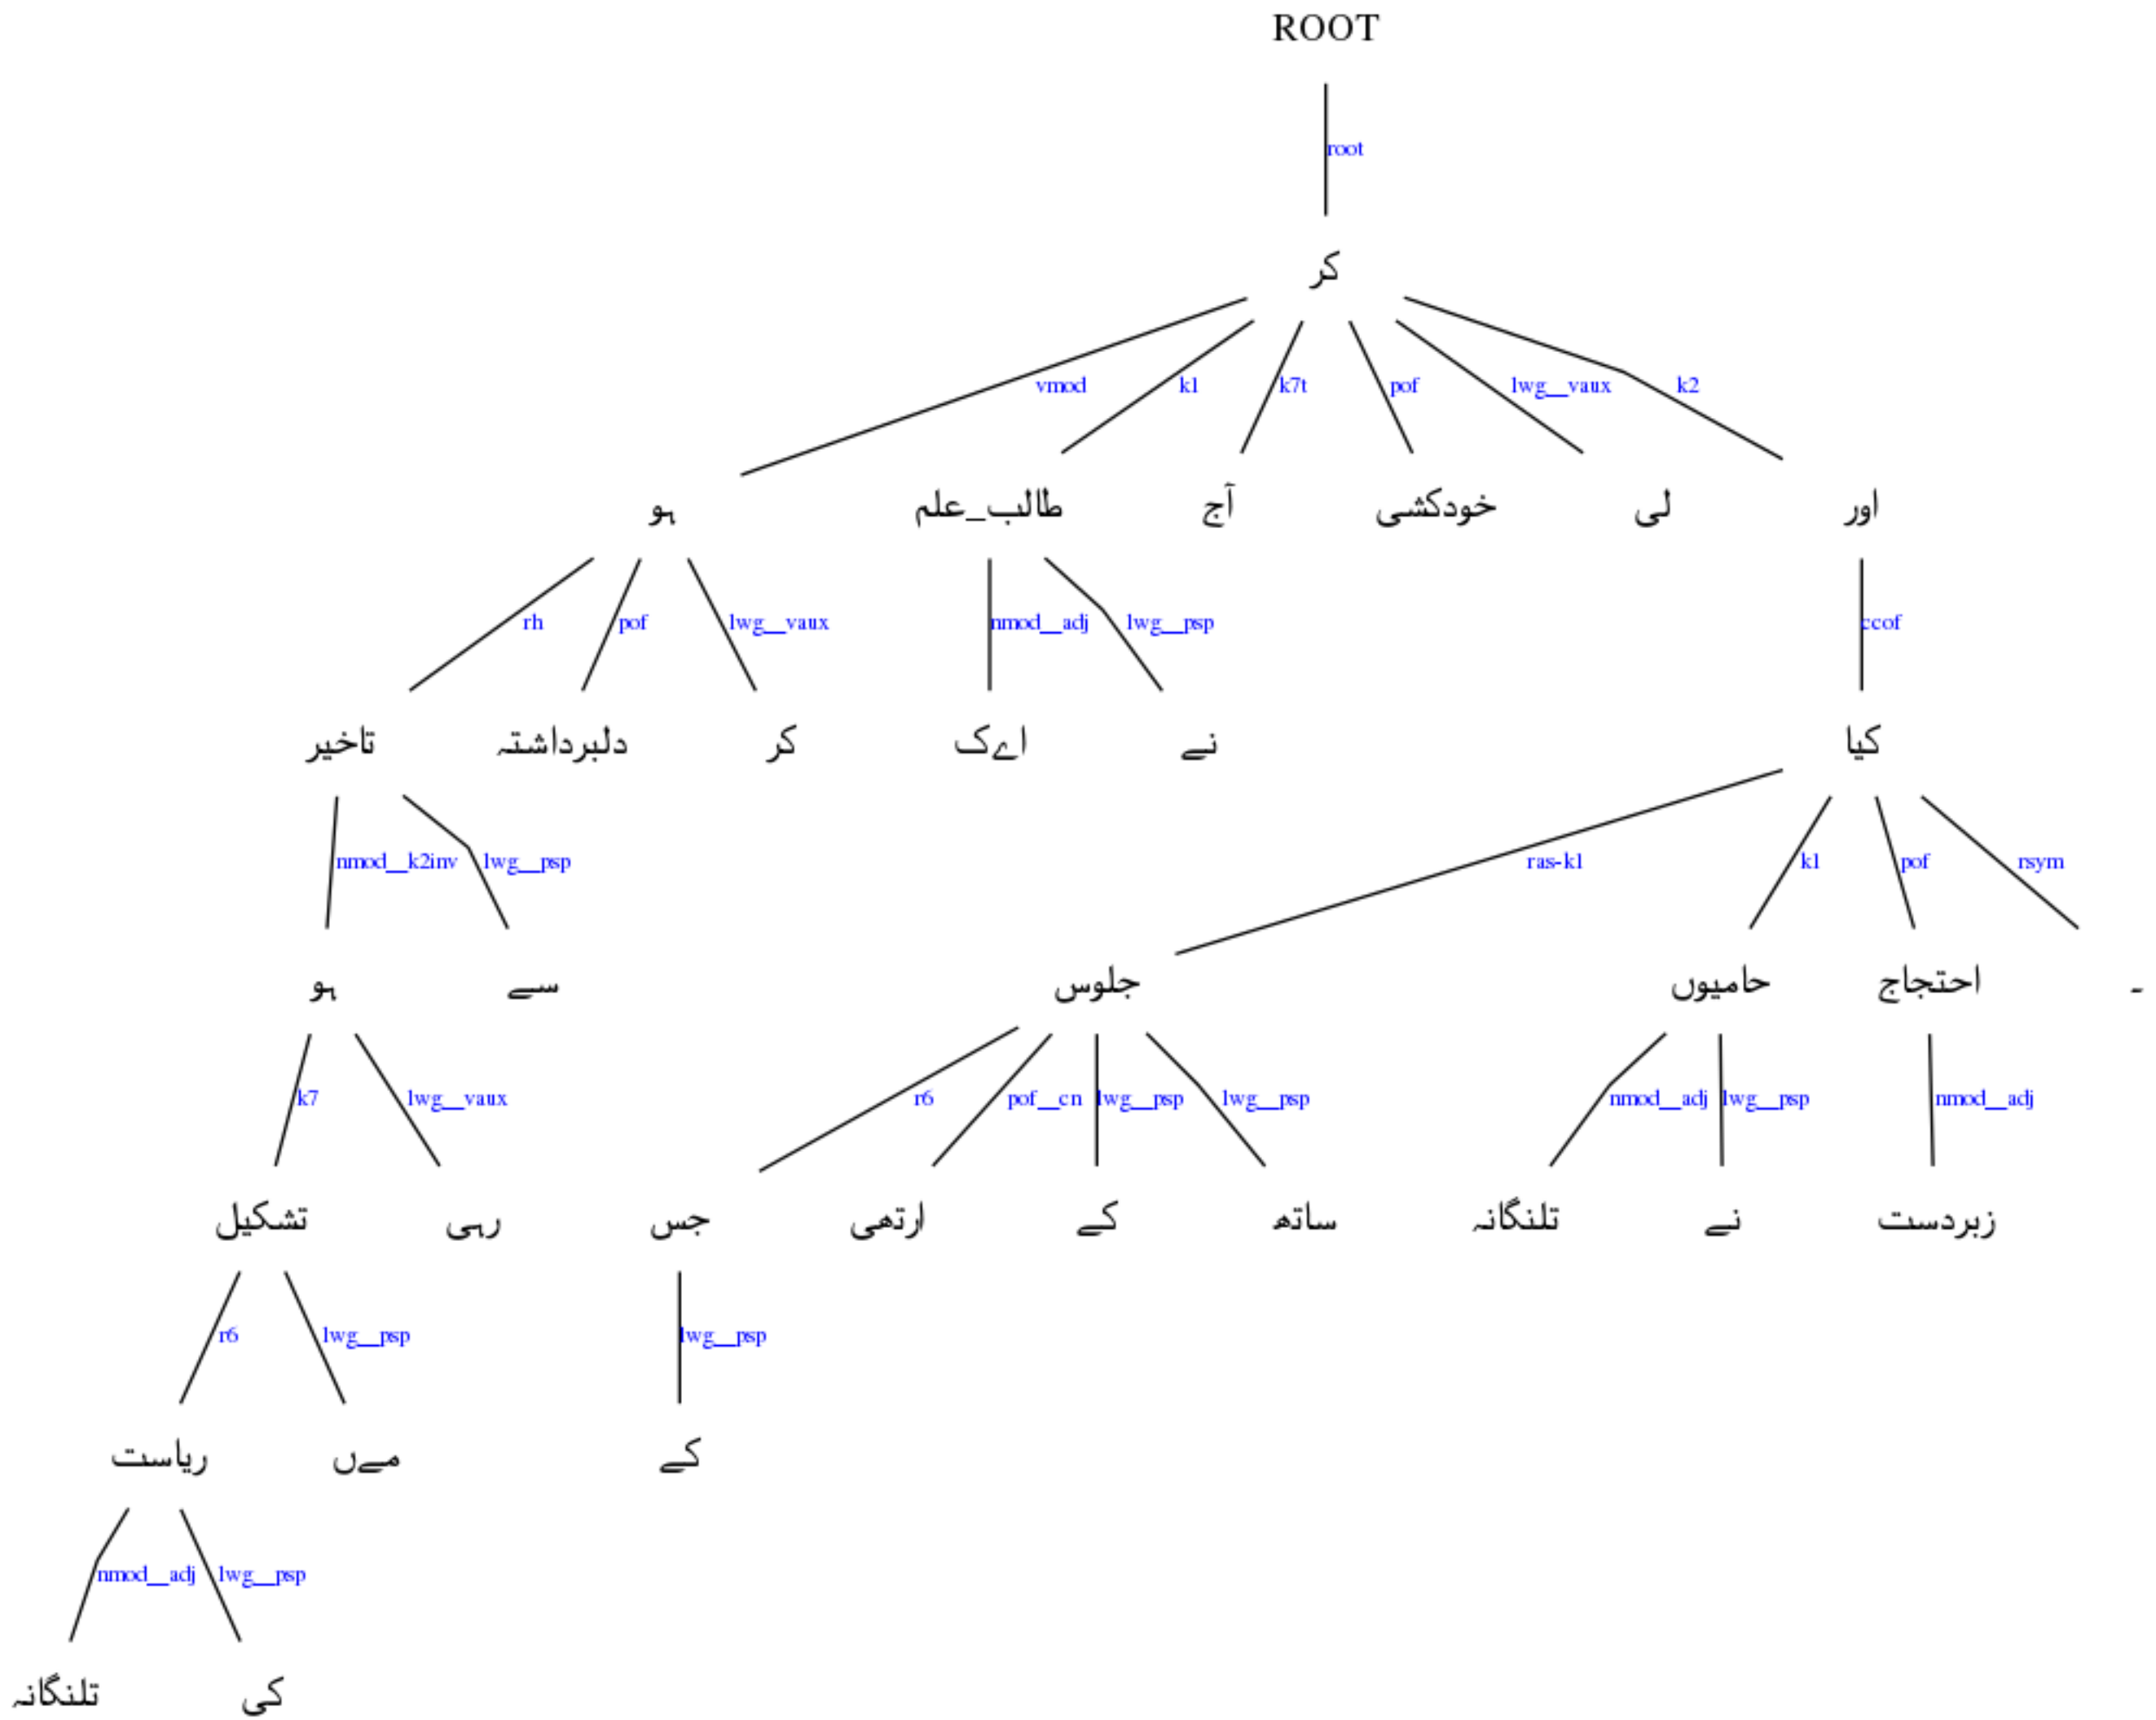 ROOT
root
کر
vmod k1 k7t pof lwg__vaux k2
ہو طالب_علم آج خودکشی لی اور
rh pof lwg__vaux nmod__adj lwg__psp ccof
تاخیر دلبرداشتہ کر اےک نے کیا
nmod__k2inv lwg__psp ras-k1 k1 pof rsym
ہو سے جلوس حامیوں احتجاج ۔
k7 lwg__vaux r6 pof__cn lwg__psp lwg__psp nmod__adj lwg__psp nmod__adj
تشکیل رہی جس ارتھی کے ساتھ تلنگانہ نے زبردست
r6 lwg__psp lwg__psp
ریاست مےں کے
nmod__adj lwg__psp
تلنگانہ کی